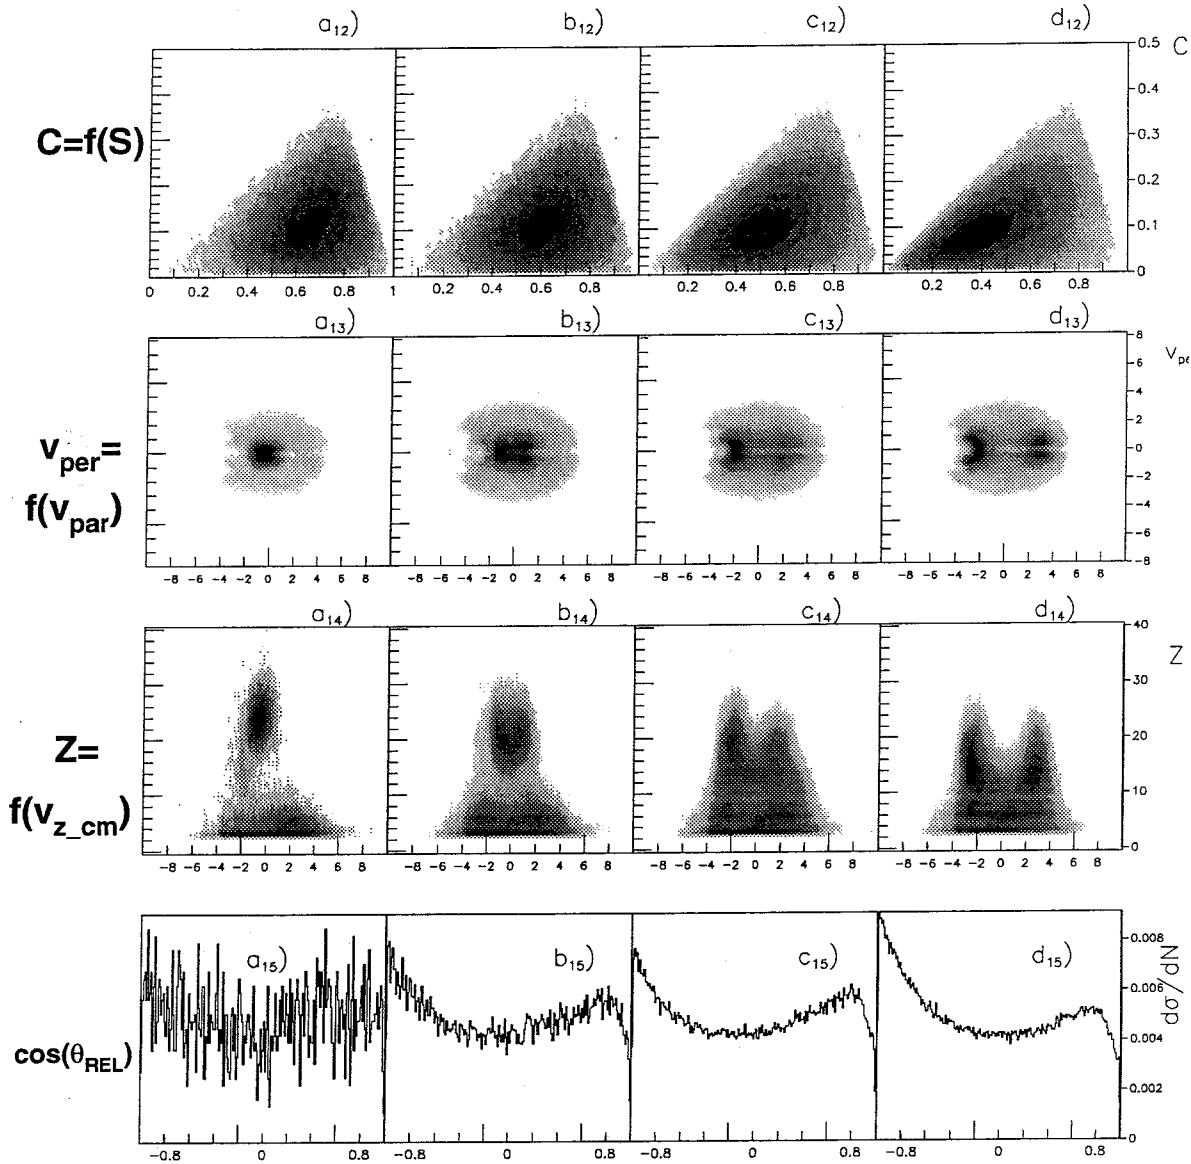 a12) b12) c12) d12)
0.5 C
0.4
C=f(S) 0.3
0.2
0.1
0
0 0.2 0.4 0.6 0.8 1 0.2 0.4 0.6 0.8 0.2 0.4 0.6 0.8 0.2 0.4 0.6 0.8
a13) b13) c13) d13)
8
6 Vpe
4
2
vper= 0
-2
f(vpar) -4
-6
-8
-8 -6 -4 -2 0 2 4 6 8 -8 -6 -4 -2 0 2 4 6 8 -8 -6 -4 -2 0 2 4 6 8 -8 -6 -4 -2 0 2 4 6 8
a14) b14) c14) d14)
40
Z
30
Z= 20
f(vz_cm) 10
0
-8 -6 -4 -2 0 2 4 6 8 -8 -6 -4 -2 0 2 4 6 8 -8 -6 -4 -2 0 2 4 6 8 -8 -6 -4 -2 0 2 4 6 8
a15) b15) c15) d15)
0.008
0.006 dσ/dN
cos(θREL) 0.004
0.002
0
-0.8 0 0.8 -0.8 0 0.8 -0.8 0 0.8 -0.8 0 0.8